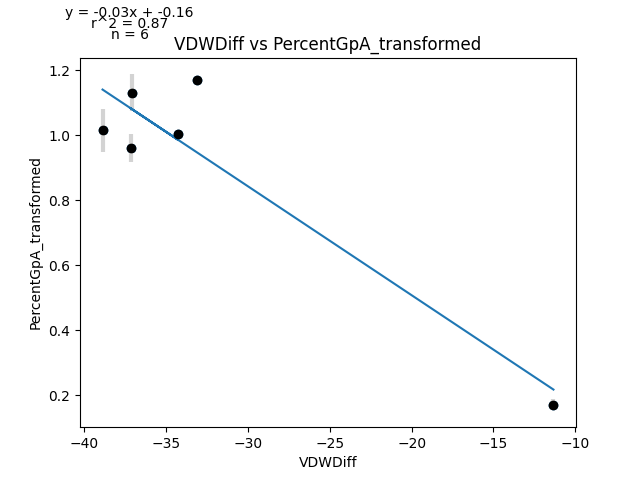 y = -0.03x + -0.16
r^2 = 0.87
n = 6
VDWDiff vs PercentGpA_transformed
1.2
1.0
0.8
0.6
0.4
0.2
PercentGpA_transformed
−40
−35
−30
−25
−20
−15
−10
VDWDiff